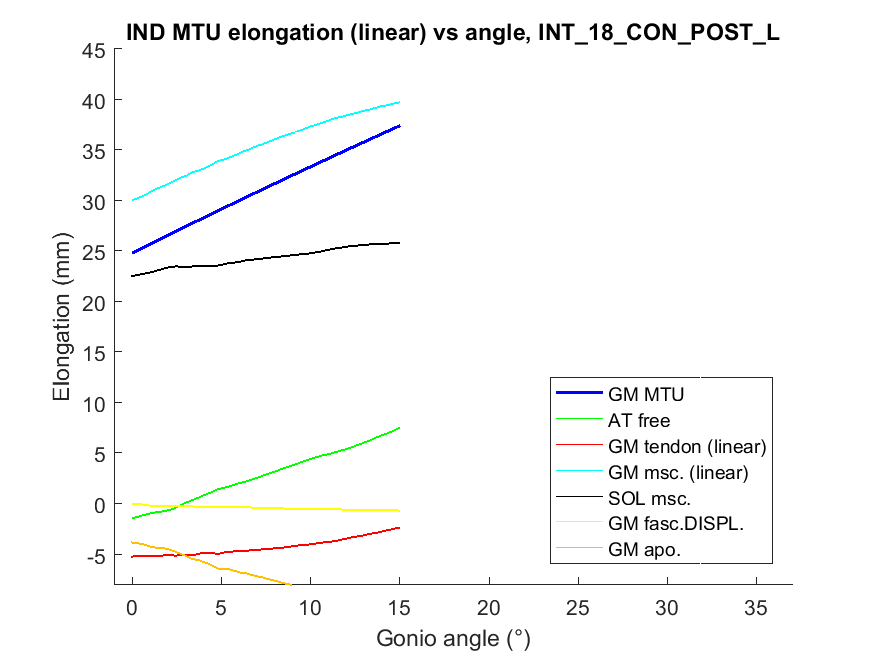 IND MTU elongation (linear) vs angle, INT_18_CON_POST_L
45
40
35
30
25
20
15
10
5
0
-5
Elongation (mm)
0 5 10 15 20 25 30 35
Gonio angle (°)
GM MTU
AT free
GM tendon (linear)
GM msc. (linear)
SOL msc.
GM fasc.DISPL.
GM apo.